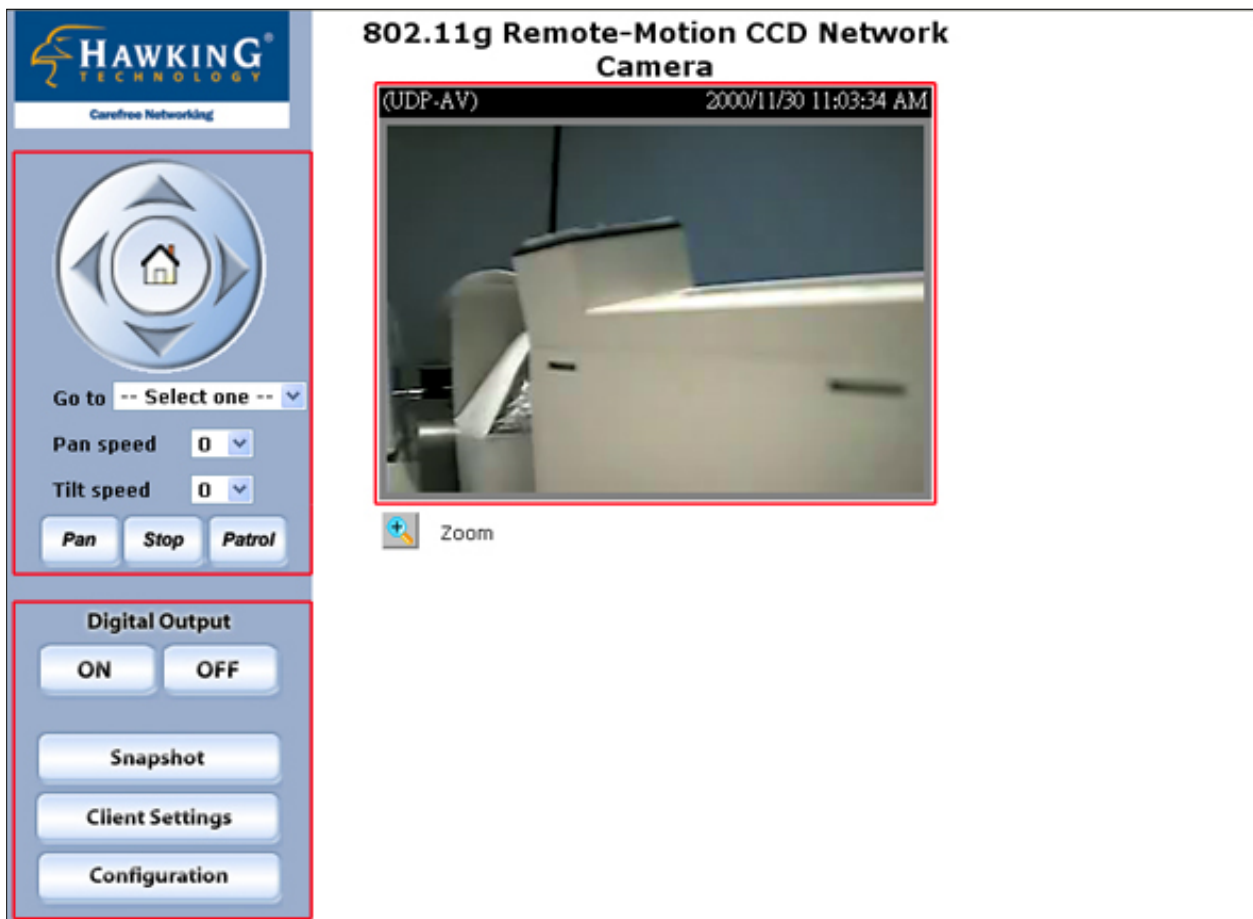 HAWKING®
TECHNOLOGY
Carefree Networking
Go to -- Select one --
Pan speed 0
Tilt speed 0
Pan Stop Patrol
Digital Output
ON OFF
Snapshot
Client Settings
Configuration
802.11g Remote-Motion CCD Network
Camera
(UDP-AV) 2000/11/30 11:03:34 AM
Zoom